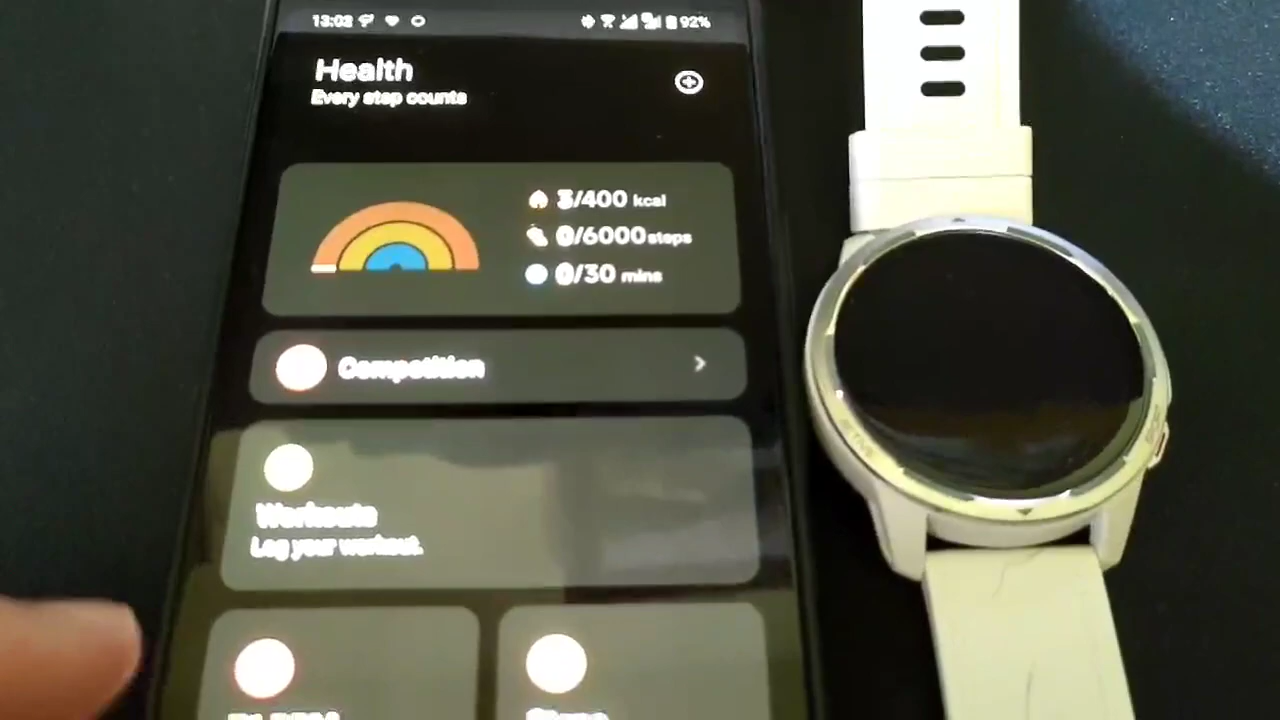 13:02 92%
Health
Every step counts
3/400 kcal
0/6000 steps
0/30 mins
Competition
Workouts
Log your workout.